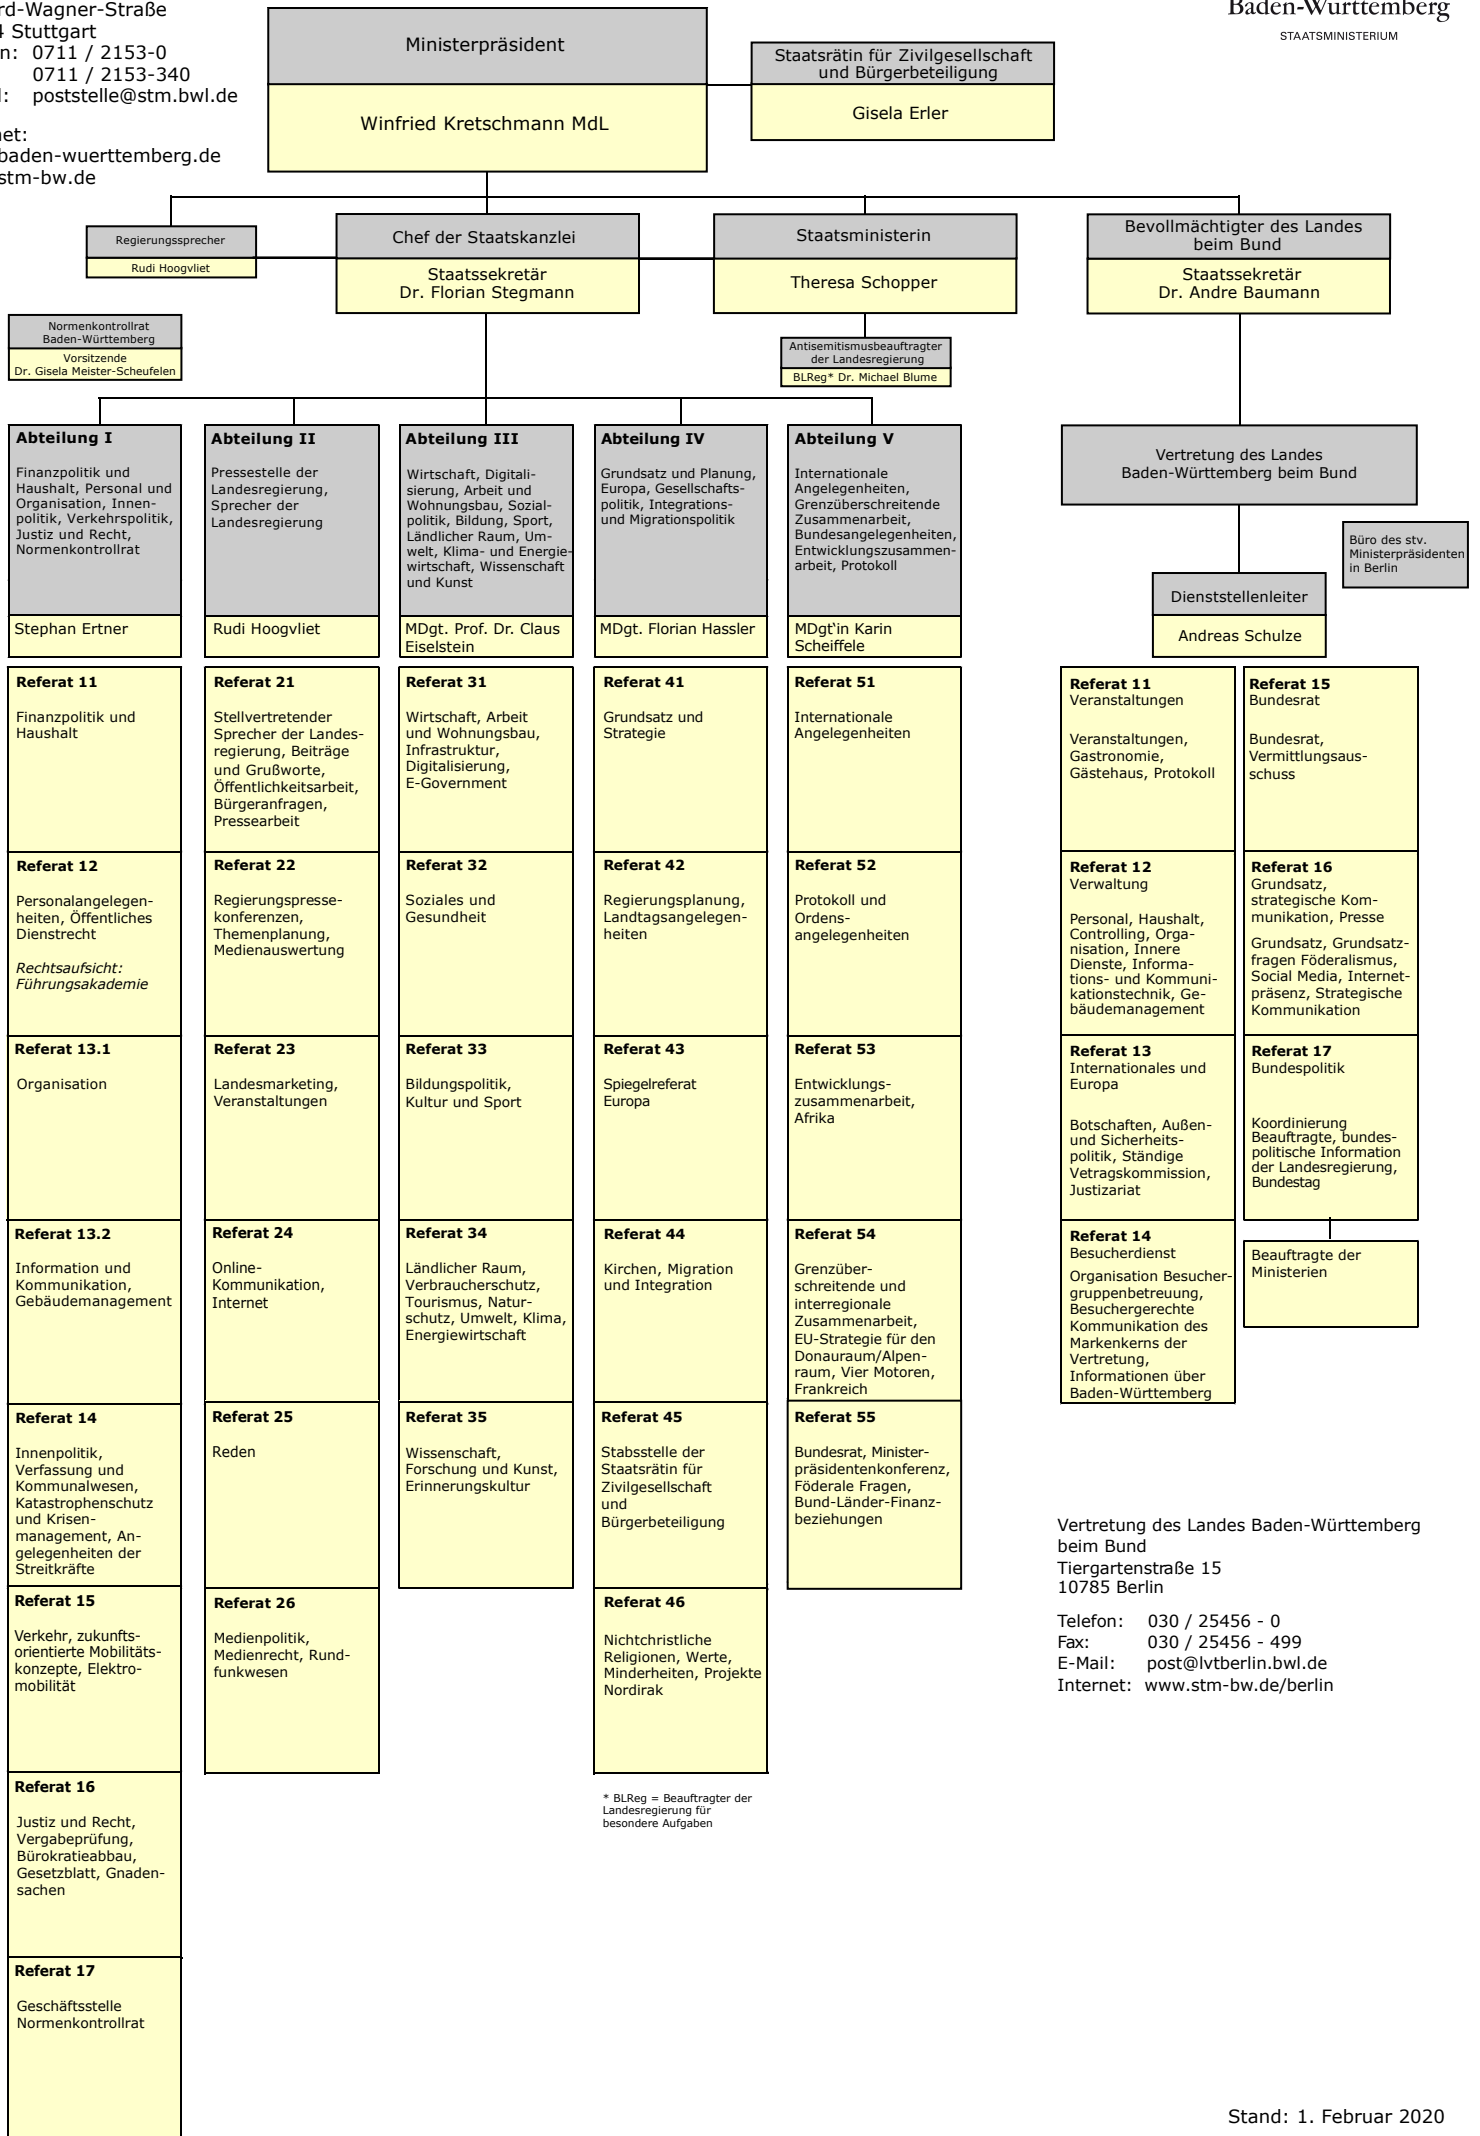 rd-Wagner-Straße
4 Stuttgart
n: 0711 / 2153-0
0711 / 2153-340
l: poststelle@stm.bwl.de
net:
baden-wuerttemberg.de
stm-bw.de
Baden-Württemberg
STAATSMINISTERIUM
Ministerpräsident
Winfried Kretschmann MdL
Staatsrätin für Zivilgesellschaft
und Bürgerbeteiligung
Gisela Erler
Regierungssprecher
Rudi Hoogvliet
Chef der Staatskanzlei
Staatssekretär
Dr. Florian Stegmann
Staatsministerin
Theresa Schopper
Bevollmächtigter des Landes
beim Bund
Staatssekretär
Dr. Andre Baumann
Normenkontrollrat
Baden-Württemberg
Vorsitzende
Dr. Gisela Meister-Scheufelen
Antisemitismusbeauftragter
der Landesregierung
BLReg* Dr. Michael Blume
Abteilung I
Finanzpolitik und
Haushalt, Personal und
Organisation, Innen-
politik, Verkehrspolitik,
Justiz und Recht,
Normenkontrollrat
Stephan Ertner
Abteilung II
Pressestelle der
Landesregierung,
Sprecher der
Landesregierung
Rudi Hoogvliet
Abteilung III
Wirtschaft, Digitali-
sierung, Arbeit und
Wohnungsbau, Sozial-
politik, Bildung, Sport,
Ländlicher Raum, Um-
welt, Klima- und Energie-
wirtschaft, Wissenschaft
und Kunst
MDgt. Prof. Dr. Claus
Eiselstein
Abteilung IV
Grundsatz und Planung,
Europa, Gesellschafts-
politik, Integrations-
und Migrationspolitik
MDgt. Florian Hassler
Abteilung V
Internationale
Angelegenheiten,
Grenzüberschreitende
Zusammenarbeit,
Bundesangelegenheiten,
Entwicklungszusammen-
arbeit, Protokoll
MDgt‘in Karin
Scheiffele
Vertretung des Landes
Baden-Württemberg beim Bund
Büro des stv.
Ministerpräsidenten
in Berlin
Dienststellenleiter
Andreas Schulze
Referat 11
Finanzpolitik und
Haushalt
Referat 12
Personalangelegen-
heiten, Öffentliches
Dienstrecht
Rechtsaufsicht:
Führungsakademie
Referat 13.1
Organisation
Referat 13.2
Information und
Kommunikation,
Gebäudemanagement
Referat 14
Innenpolitik,
Verfassung und
Kommunalwesen,
Katastrophenschutz
und Krisen-
management, An-
gelegenheiten der
Streitkräfte
Referat 15
Verkehr, zukunfts-
orientierte Mobilitäts-
konzepte, Elektro-
mobilität
Referat 16
Justiz und Recht,
Vergabeprüfung,
Bürokratieabbau,
Gesetzblatt, Gnaden-
sachen
Referat 17
Geschäftsstelle
Normenkontrollrat
Referat 21
Stellvertretender
Sprecher der Landes-
regierung, Beiträge
und Grußworte,
Öffentlichkeitsarbeit,
Bürgeranfragen,
Pressearbeit
Referat 22
Regierungspresse-
konferenzen,
Themenplanung,
Medienauswertung
Referat 23
Landesmarketing,
Veranstaltungen
Referat 24
Online-
Kommunikation,
Internet
Referat 25
Reden
Referat 26
Medienpolitik,
Medienrecht, Rund-
funkwesen
Referat 31
Wirtschaft, Arbeit
und Wohnungsbau,
Infrastruktur,
Digitalisierung,
E-Government
Referat 32
Soziales und
Gesundheit
Referat 33
Bildungspolitik,
Kultur und Sport
Referat 34
Ländlicher Raum,
Verbraucherschutz,
Tourismus, Natur-
schutz, Umwelt, Klima,
Energiewirtschaft
Referat 35
Wissenschaft,
Forschung und Kunst,
Erinnerungskultur
Referat 41
Grundsatz und
Strategie
Referat 42
Regierungsplanung,
Landtagsangelegen-
heiten
Referat 43
Spiegelreferat
Europa
Referat 44
Kirchen, Migration
und Integration
Referat 45
Stabsstelle der
Staatsrätin für
Zivilgesellschaft
und
Bürgerbeteiligung
Referat 46
Nichtchristliche
Religionen, Werte,
Minderheiten, Projekte
Nordirak
* BLReg = Beauftragter der
Landesregierung für
besondere Aufgaben
Referat 51
Internationale
Angelegenheiten
Referat 52
Protokoll und
Ordens-
angelegenheiten
Referat 53
Entwicklungs-
zusammenarbeit,
Afrika
Referat 54
Grenzüber-
schreitende und
interregionale
Zusammenarbeit,
EU-Strategie für den
Donauraum/Alpen-
raum, Vier Motoren,
Frankreich
Referat 55
Bundesrat, Minister-
präsidentenkonferenz,
Föderale Fragen,
Bund-Länder-Finanz-
beziehungen
Referat 11
Veranstaltungen
Veranstaltungen,
Gastronomie,
Gästehaus, Protokoll
Referat 12
Verwaltung
Personal, Haushalt,
Controlling, Orga-
nisation, Innere
Dienste, Informa-
tions- und Kommuni-
kationstechnik, Ge-
bäudemanagement
Referat 13
Internationales und
Europa
Botschaften, Außen-
und Sicherheits-
politik, Ständige
Vetragskommission,
Justizariat
Referat 14
Besucherdienst
Organisation Besucher-
gruppenbetreuung,
Besuchergerechte
Kommunikation des
Markenkerns der
Vertretung,
Informationen über
Baden-Württemberg
Referat 15
Bundesrat
Bundesrat,
Vermittlungsaus-
schuss
Referat 16
Grundsatz,
strategische Kom-
munikation, Presse
Grundsatz, Grundsatz-
fragen Föderalismus,
Social Media, Internet-
präsenz, Strategische
Kommunikation
Referat 17
Bundespolitik
Koordinierung
Beauftragte, bundes-
politische Information
der Landesregierung,
Bundestag
Beauftragte der
Ministerien
Vertretung des Landes Baden-Württemberg
beim Bund
Tiergartenstraße 15
10785 Berlin
Telefon: 030 / 25456 - 0
Fax: 030 / 25456 - 499
E-Mail: post@lvtberlin.bwl.de
Internet: www.stm-bw.de/berlin
Stand: 1. Februar 2020